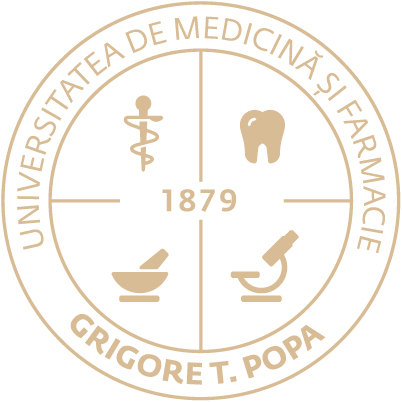 UNIVERSITATEA DE MEDICINĂ ȘI FARMACIE
1879
GRIGORE T. POPA